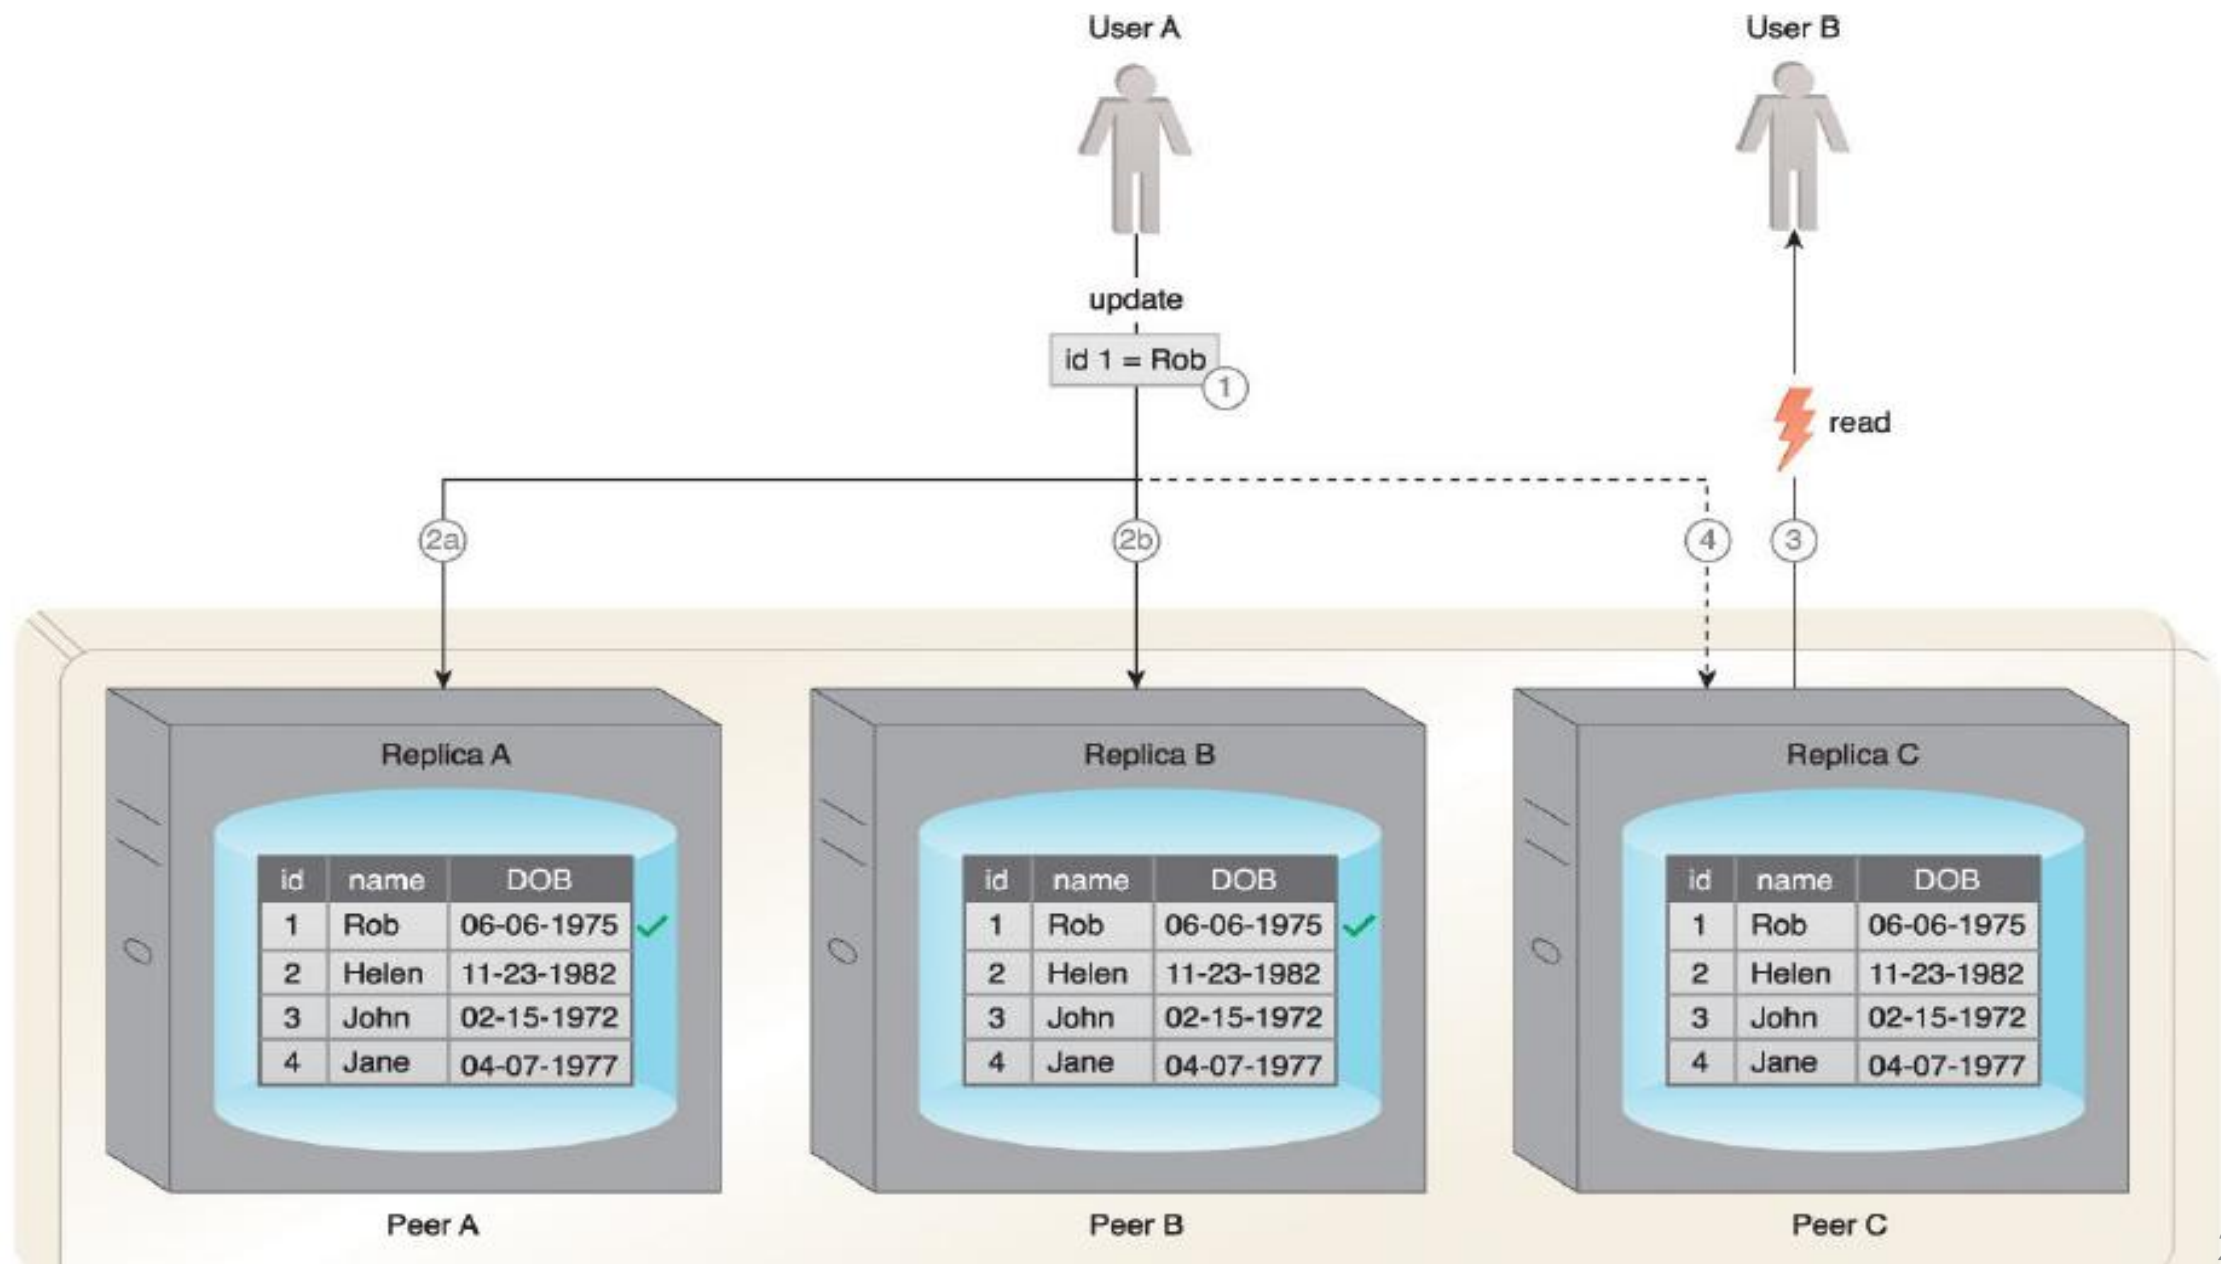 User A
User B
update
id 1 = Rob
1
read
2a
2b
4
3
Replica A
id name DOB
1 Rob 06-06-1975
2 Helen 11-23-1982
3 John 02-15-1972
4 Jane 04-07-1977
Peer A
Replica B
id name DOB
1 Rob 06-06-1975
2 Helen 11-23-1982
3 John 02-15-1972
4 Jane 04-07-1977
Peer B
Replica C
id name DOB
1 Rob 06-06-1975
2 Helen 11-23-1982
3 John 02-15-1972
4 Jane 04-07-1977
Peer C